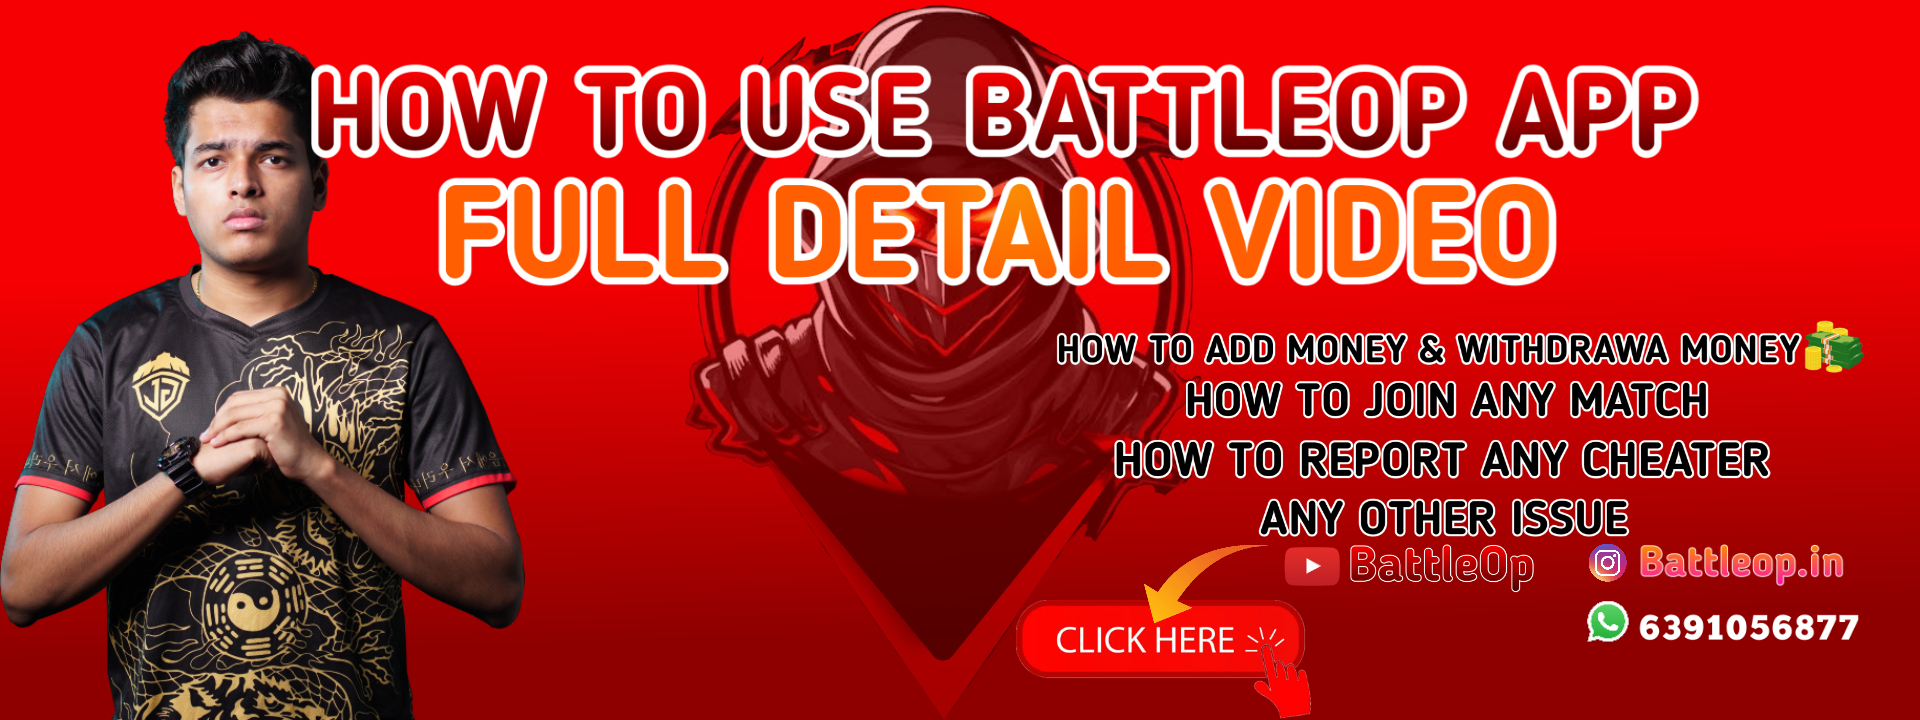 HOW TO USE BATTLEOP APP
FULL DETAIL VIDEO
HOW TO ADD MONEY & WITHDRAWA MONEY
HOW TO JOIN ANY MATCH
HOW TO REPORT ANY CHEATER
ANY OTHER ISSUE
BattleOp
Battleop.in
CLICK HERE
6391056877